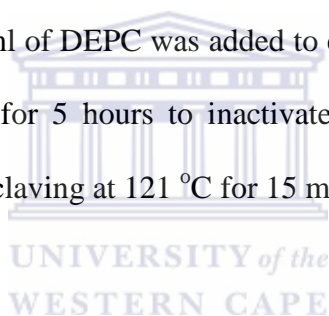 nl of DEPC was added to
for 5 hours to inactivate
claving at 121 °C for 15 m
UNIVERSITY of the
WESTERN CAPE